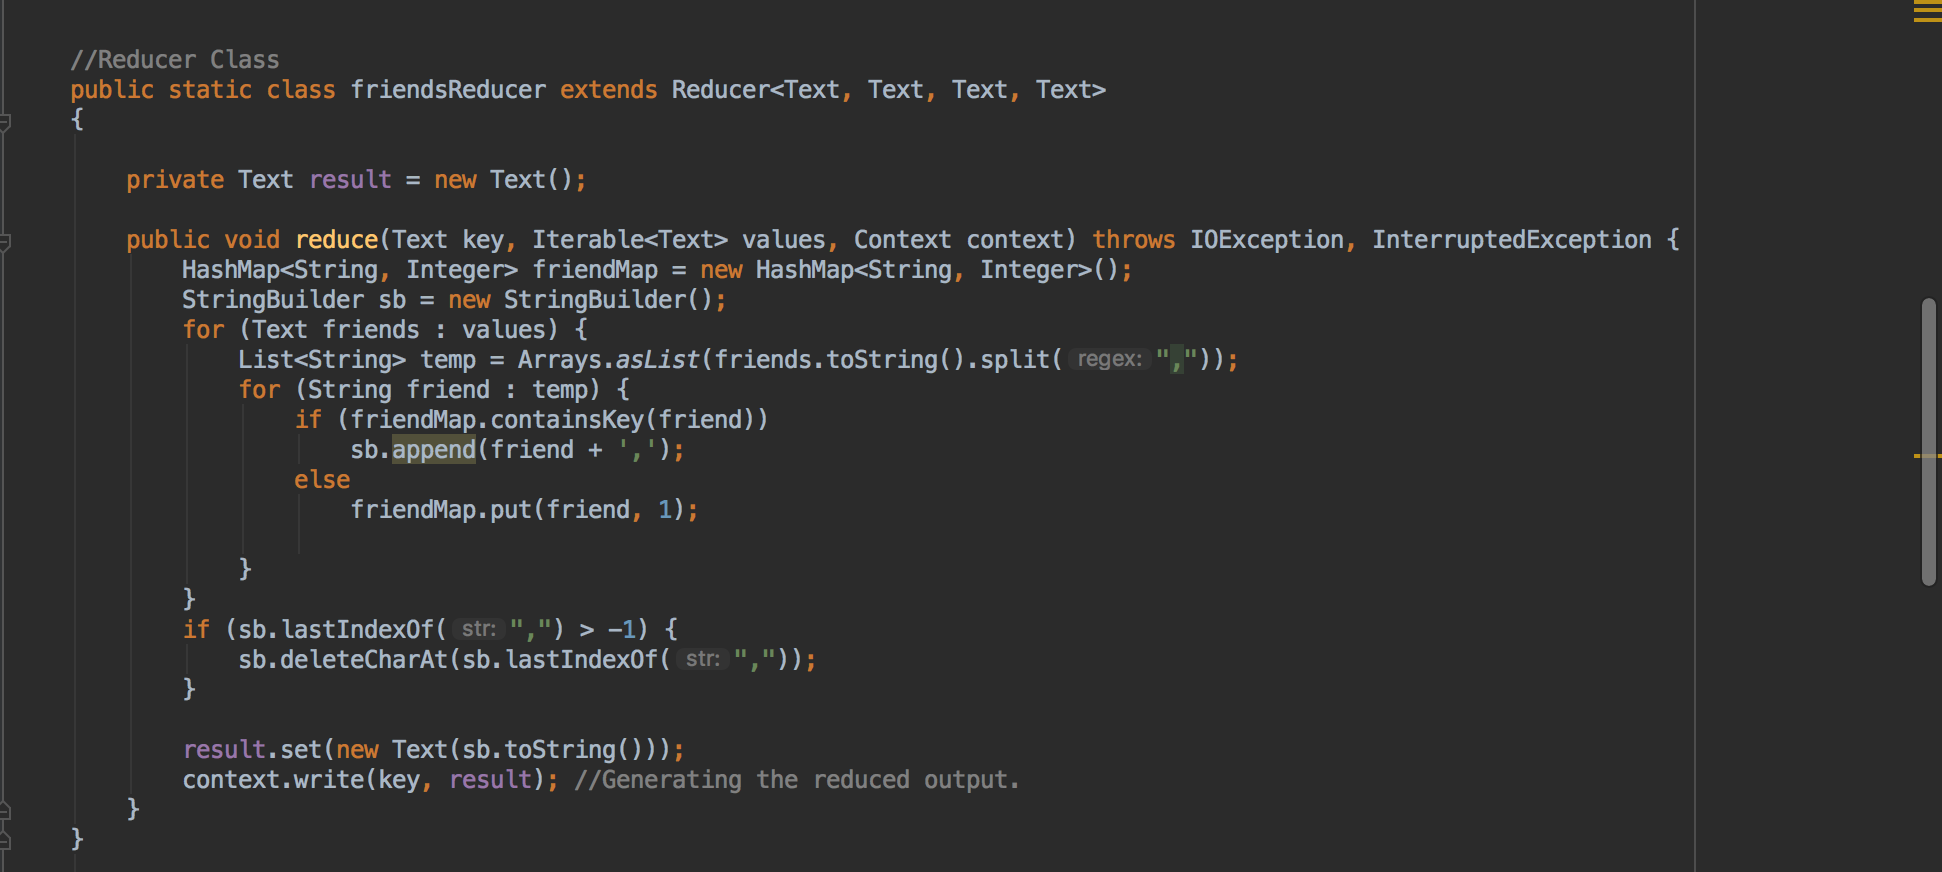 //Reducer Class
public static class friendsReducer extends Reducer<Text, Text, Text, Text>
{
private Text result = new Text();
public void reduce(Text key, Iterable<Text> values, Context context) throws IOException, InterruptedException {
HashMap<String, Integer> friendMap = new HashMap<String, Integer>();
StringBuilder sb = new StringBuilder();
for (Text friends : values) {
List<String> temp = Arrays.asList(friends.toString().split( regex: ","));
for (String friend : temp) {
if (friendMap.containsKey(friend))
sb.append(friend + ',');
else
friendMap.put(friend, 1);
}
}
if (sb.lastIndexOf( str: ",") > -1) {
sb.deleteCharAt(sb.lastIndexOf( str: ","));
}
result.set(new Text(sb.toString()));
context.write(key, result); //Generating the reduced output.
}
}